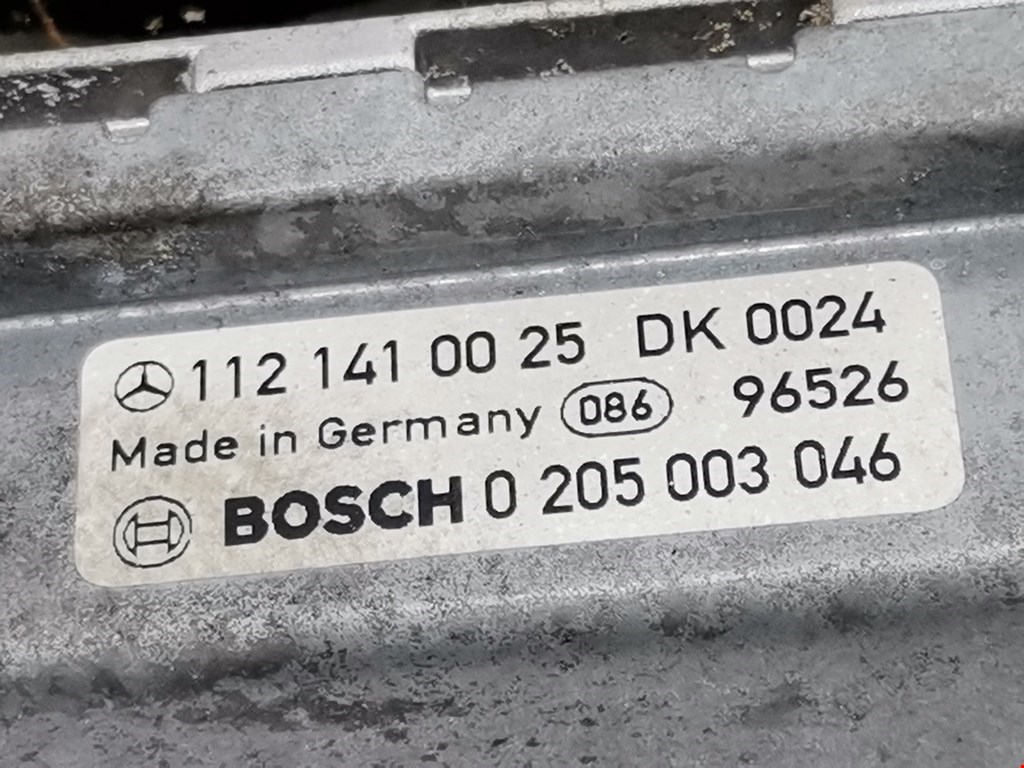 112 141 00 25 DK 0024
Made in Germany 086 96526
BOSCH 0 205 003 046